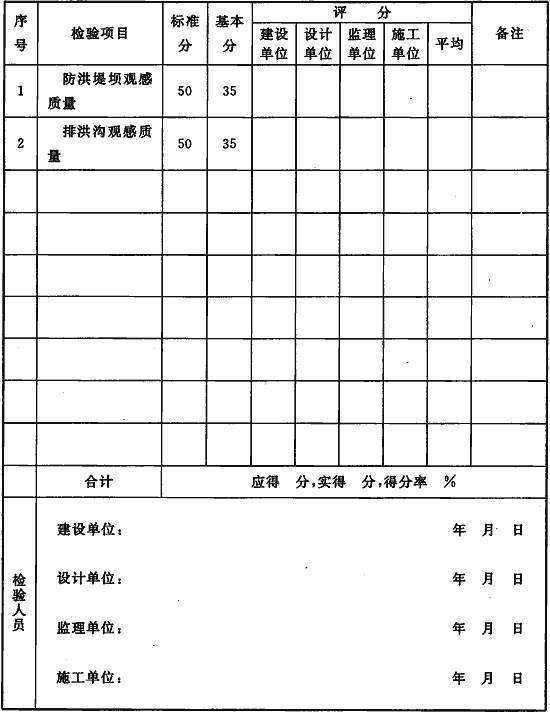 序号 检验项目 标准分 基本分 评 分 备注
建设单位 设计单位 监理单位 施工单位 平均
1 防洪堤坝观感质量 50 35
2 排洪沟观感质量 50 35
合计 应得 分,实得 分,得分率 %
检验人员
建设单位: 年 月 日
设计单位: 年 月 日
监理单位: 年 月 日
施工单位: 年 月 日